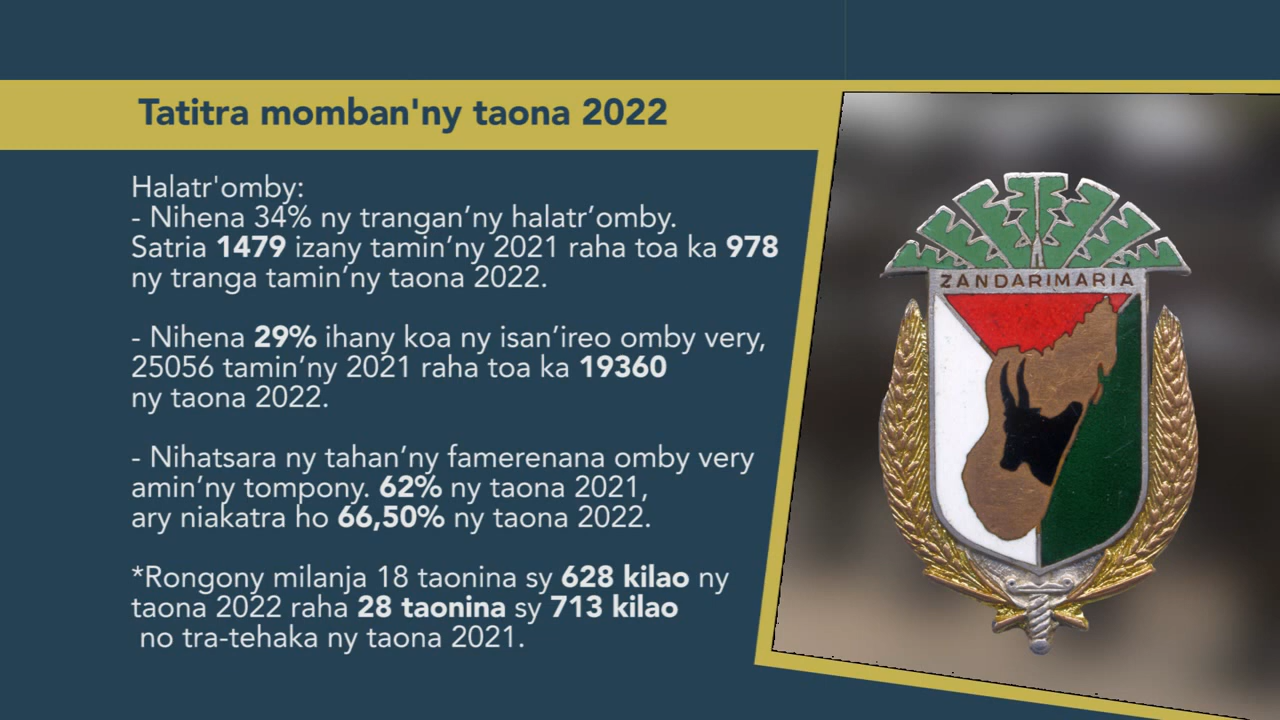 Tatitra momban'ny taona 2022
Halatr'omby:
- Nihena 34% ny trangan’ny halatr’omby.
Satria 1479 izany tamin’ny 2021 raha toa ka 978
ny tranga tamin’ny taona 2022.
- Nihena 29% ihany koa ny isan’ireo omby very,
25056 tamin’ny 2021 raha toa ka 19360
ny taona 2022.
- Nihatsara ny tahan’ny famerenana omby very
amin’ny tompony. 62% ny taona 2021,
ary niakatra ho 66,50% ny taona 2022.
*Rongony milanja 18 taonina sy 628 kilao ny
taona 2022 raha 28 taonina sy 713 kilao
no tra-tehaka ny taona 2021.
ZANDARIMARIA